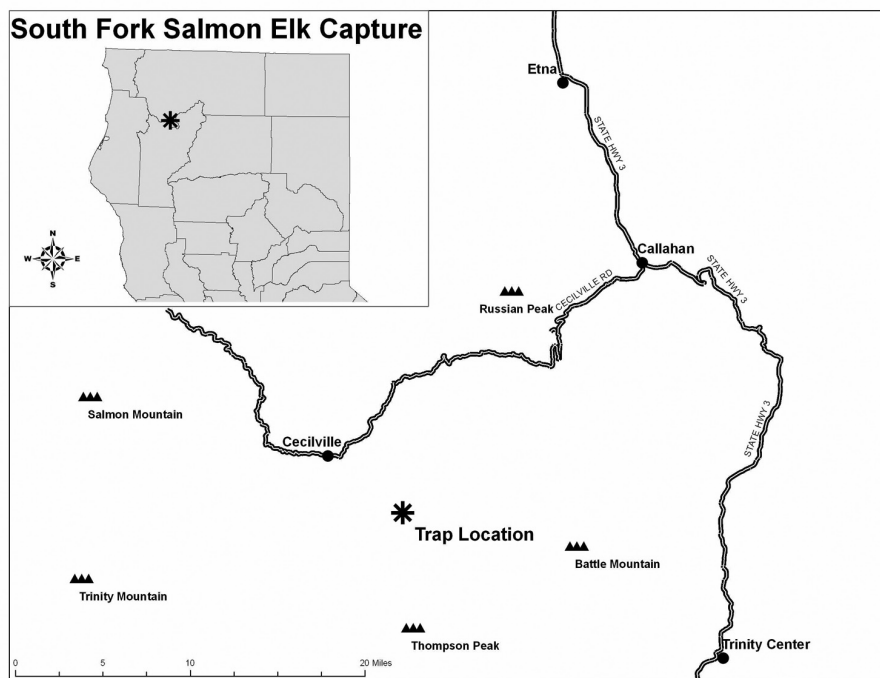 South Fork Salmon Elk Capture
N
W E
S
Etna
STATE HWY 3
Callahan
CECILVILLE RD
STATE HWY 3
Russian Peak
Salmon Mountain
STATE HWY 3
Cecilville
Trap Location
Battle Mountain
Trinity Mountain
Thompson Peak
Trinity Center
0 5 10 20 Miles